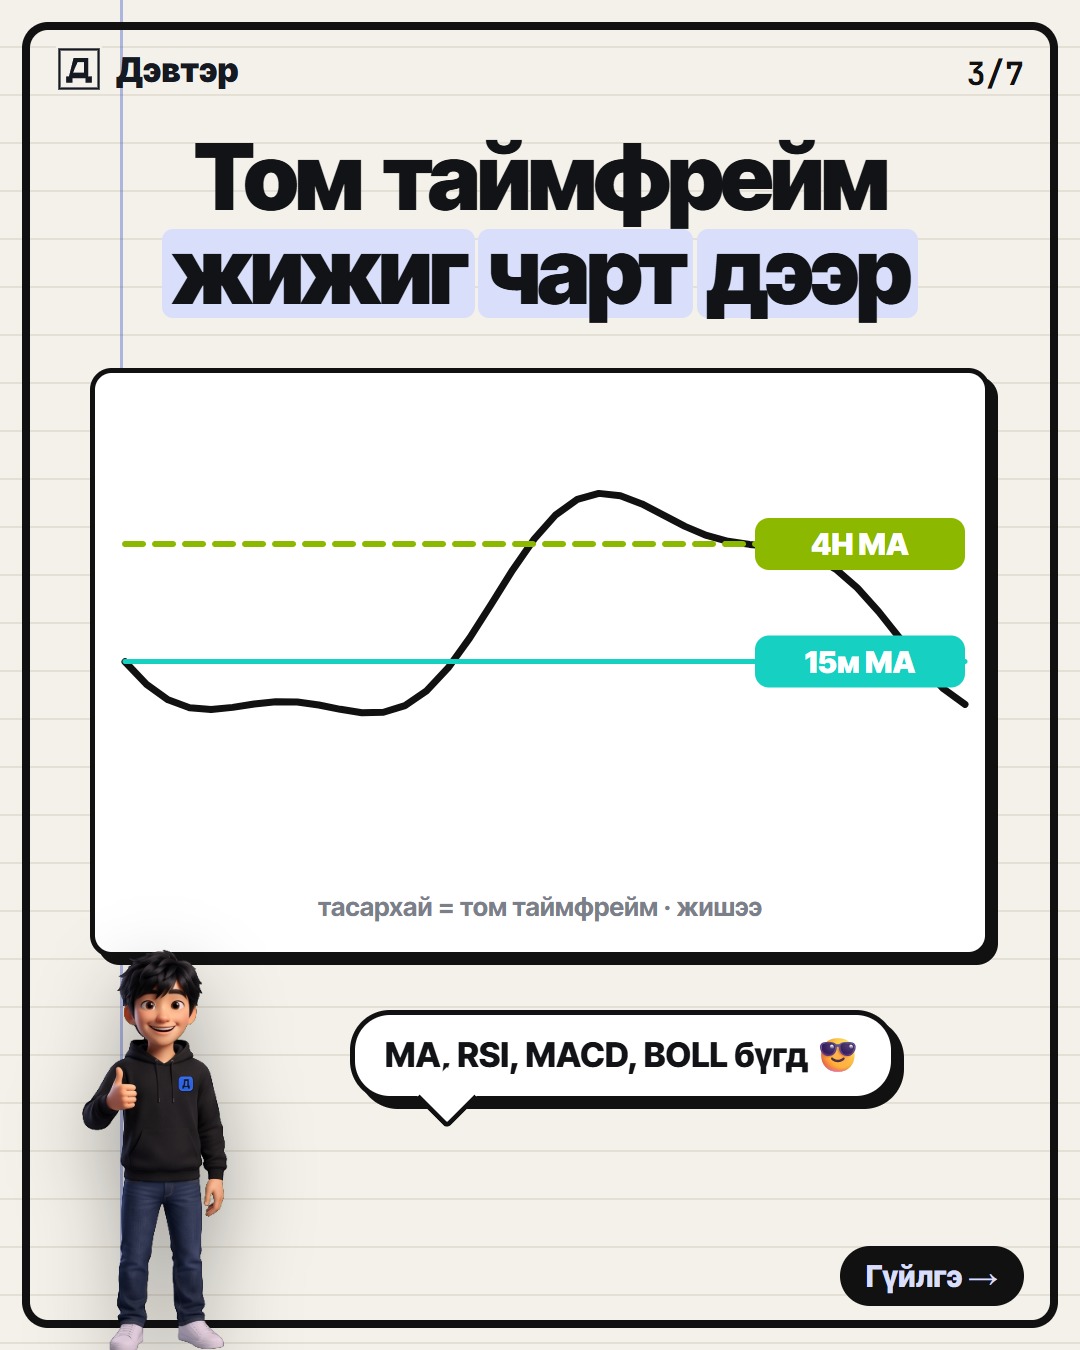 Д Дэвтэр
3/7
Том таймфрейм
жижиг чарт дээр
4H MA
15м MA
тасархай = том таймфрейм · жишээ
MA, RSI, MACD, BOLL бүгд 😎
Д
Гүйлгэ →